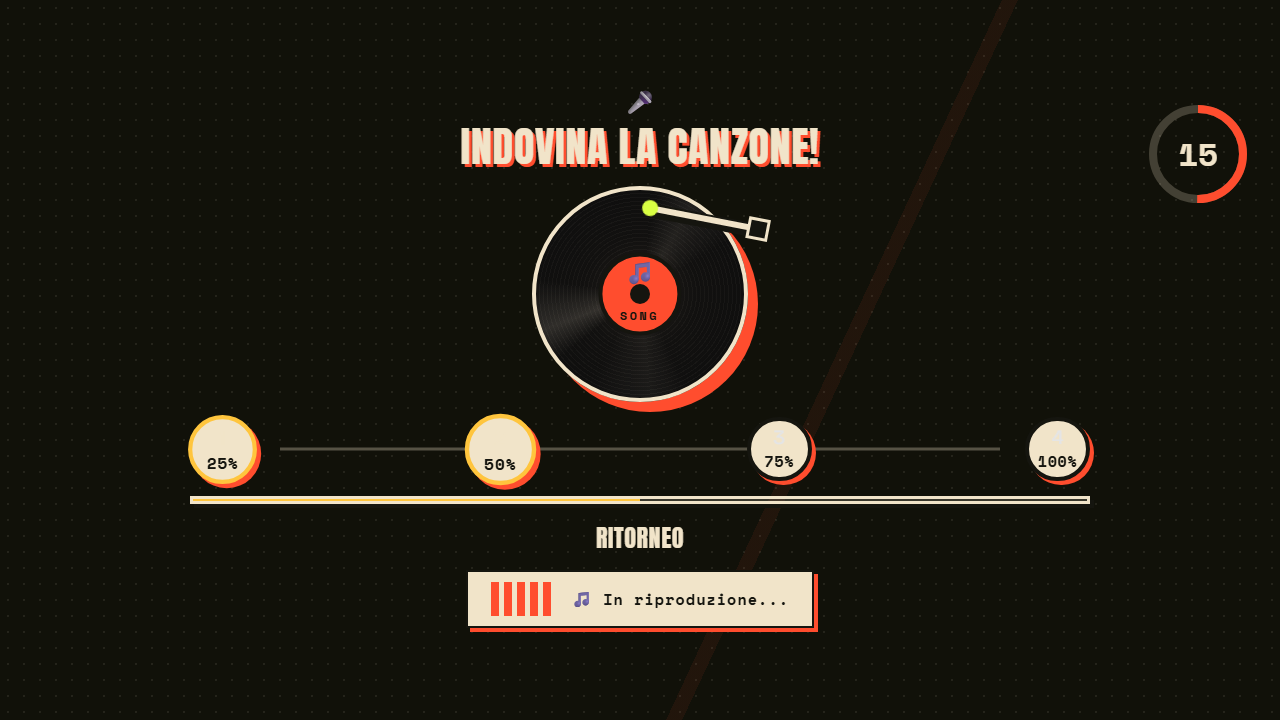 INDOVINA LA CANZONE!
15
SONG
25%
50%
75%
100%
RITORNEO
In riproduzione...